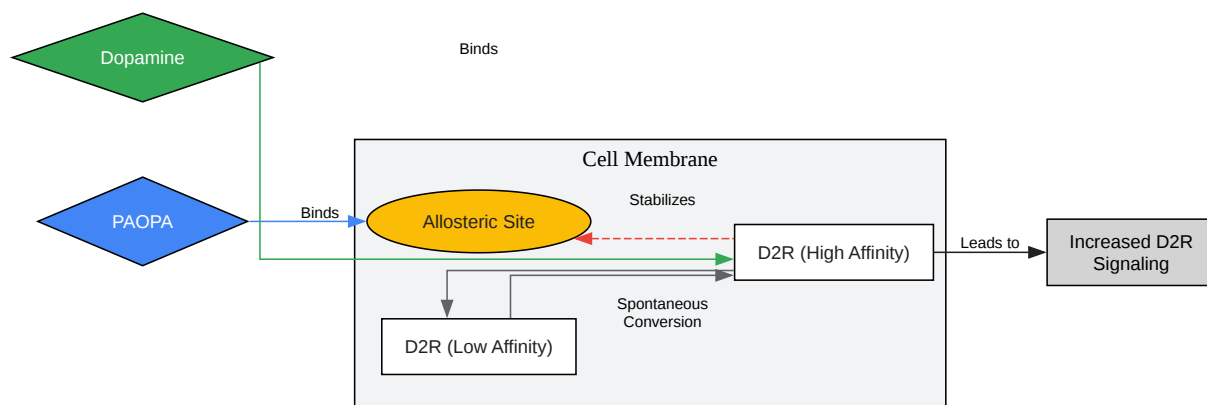 Dopamine
Binds
Cell Membrane
PAOPA
Binds
Allosteric Site
Stabilizes
D2R (High Affinity)
Leads to
Increased D2R
Signaling
Spontaneous
Conversion
D2R (Low Affinity)